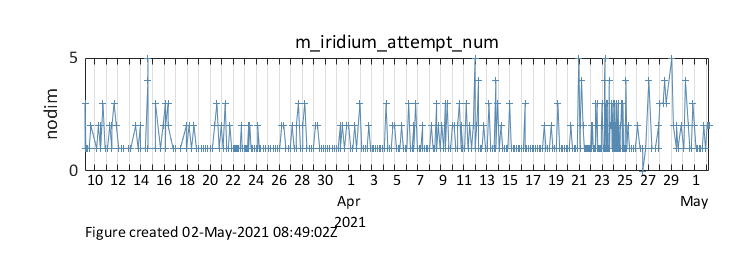 m_iridium_attempt_num
5
nodim
0
10 12 14 16 18 20 22 24 26 28 30 1 3 5 7 9 11 13 15 17 19 21 23 25 27 29 1
Apr May
2021
Figure created 02-May-2021 08:49:02Z